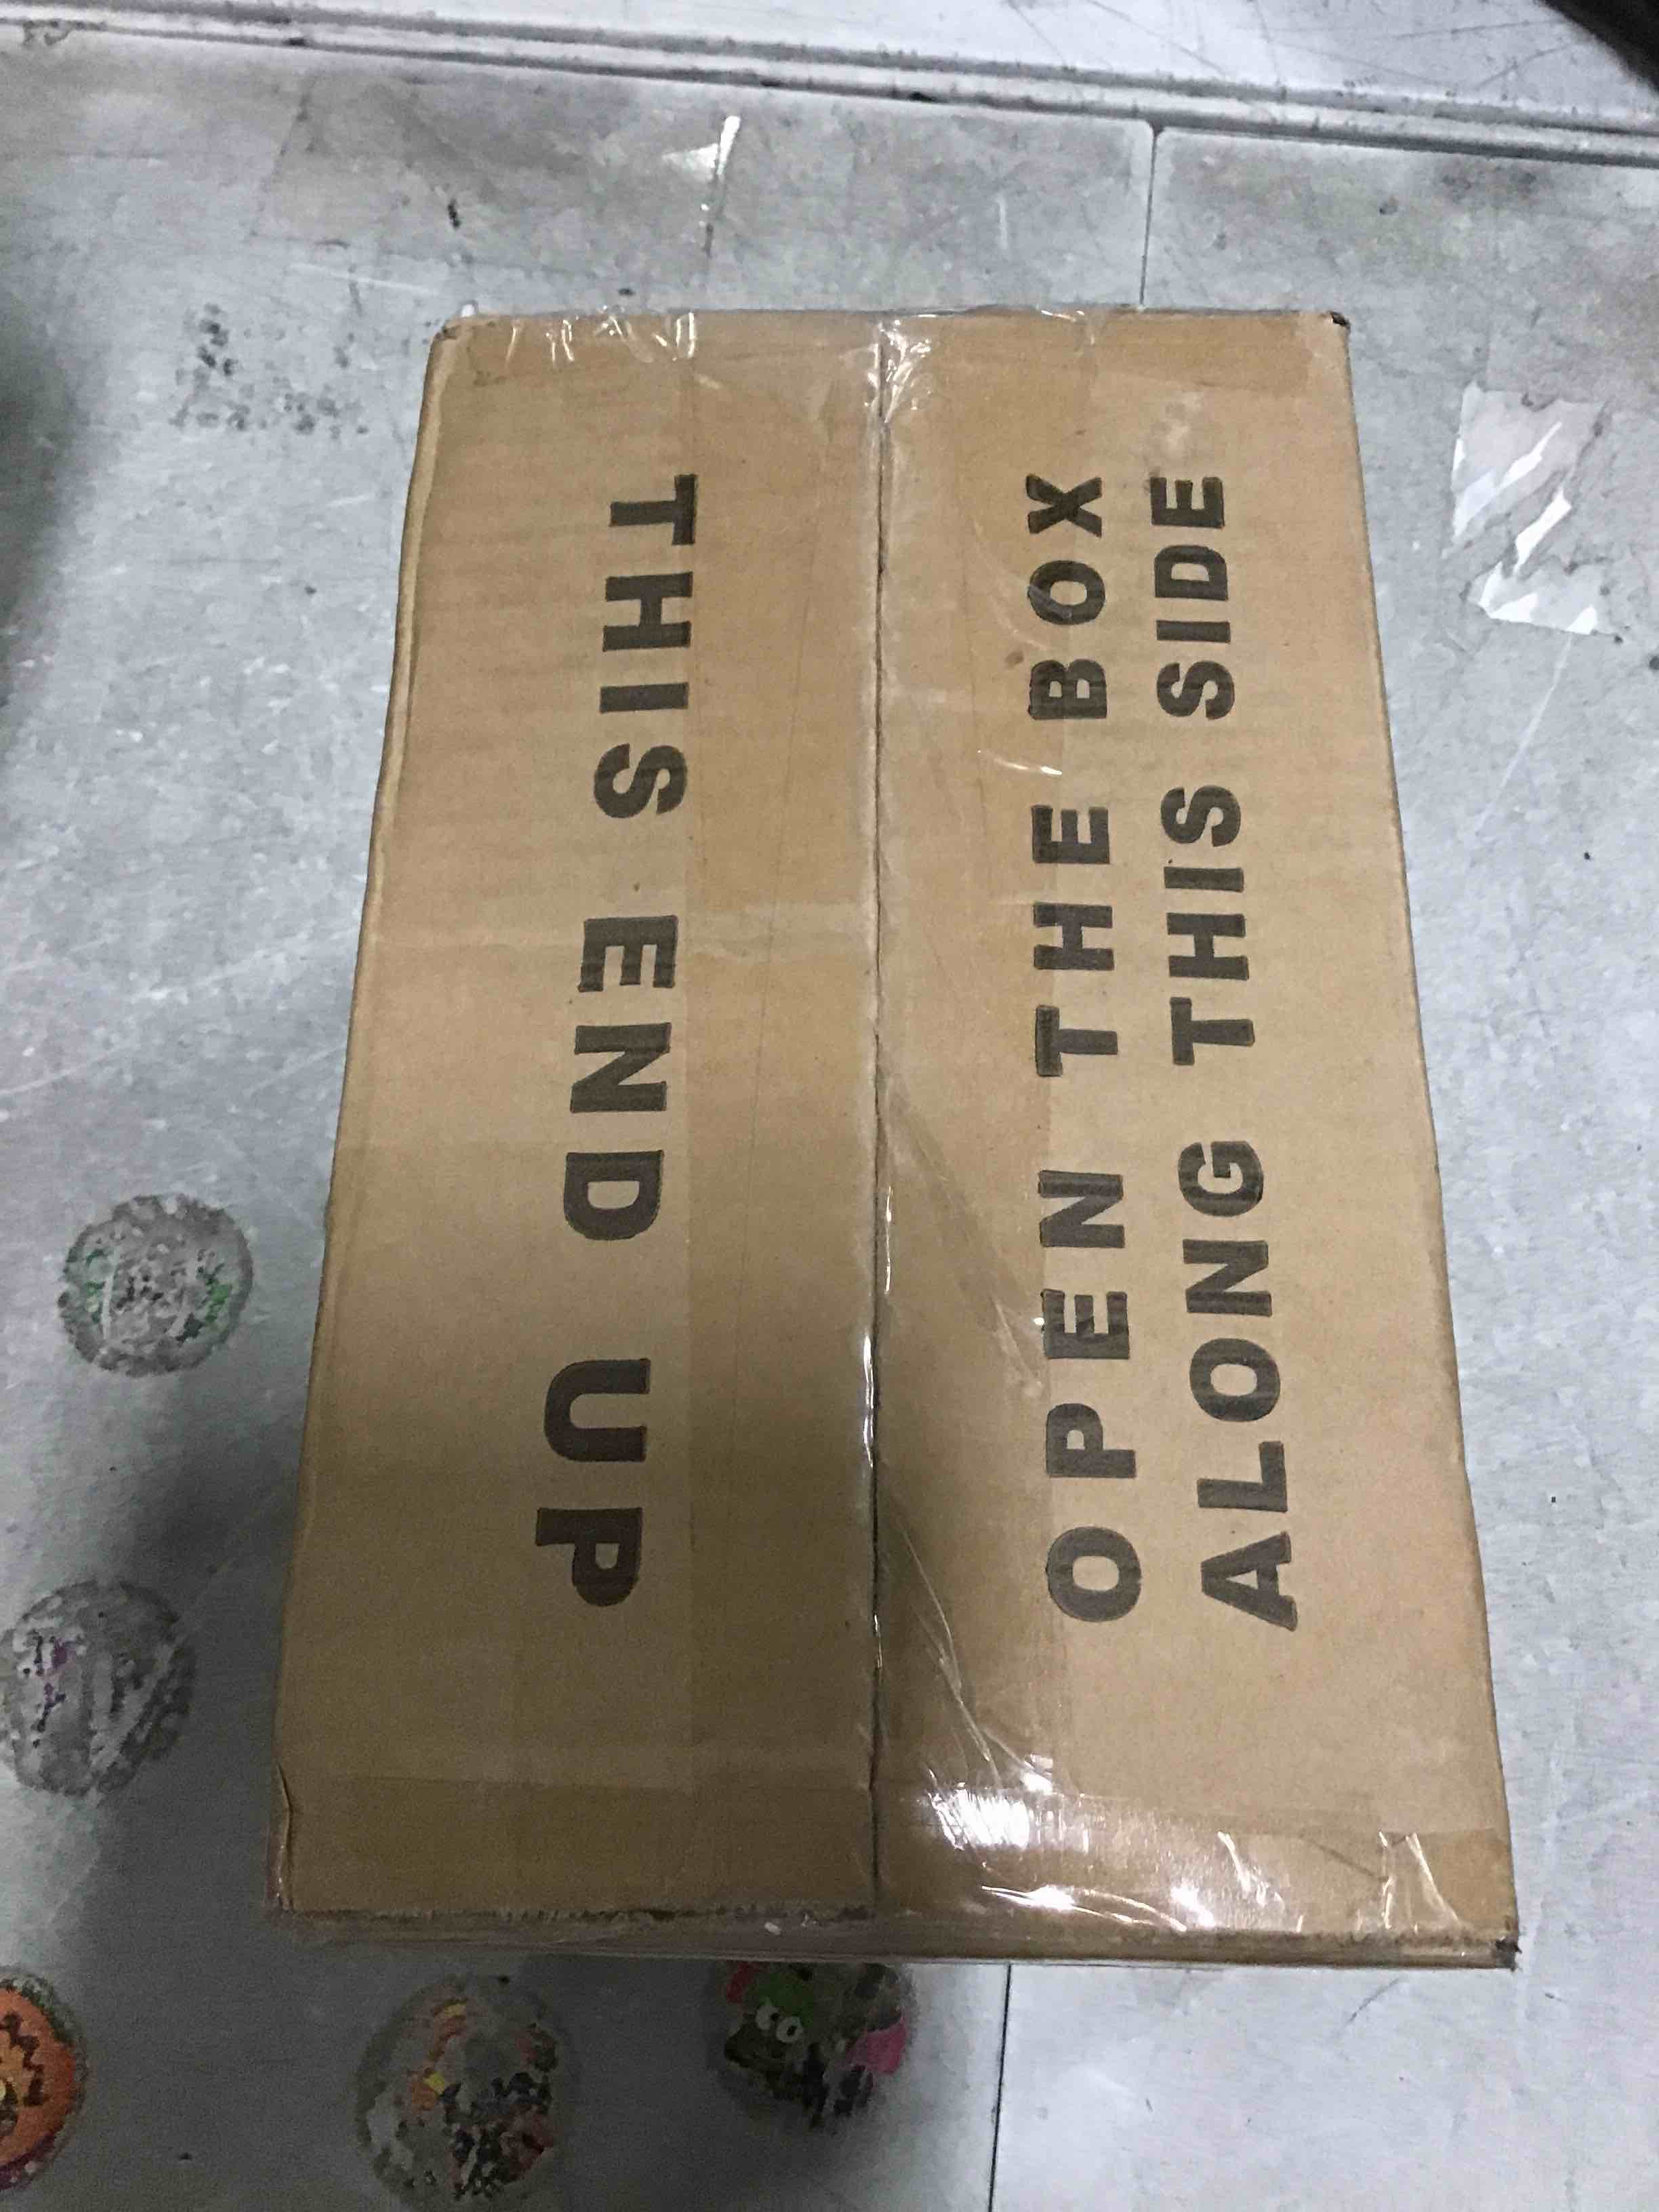 THIS END UP
OPEN THE BOX
ALONG THIS SIDE